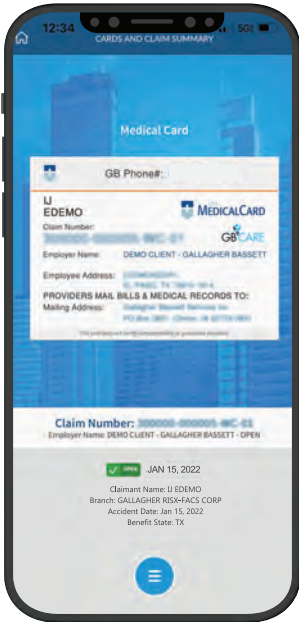 12:34
5G
CARDS AND CLAIM SUMMARY
Medical Card
GB Phone#:
IJ
EDEMO
MEDICALCARD
Claim Number:
GBCARE
Employer Name: DEMO CLIENT - GALLAGHER BASSETT
Employee Address:
PROVIDERS MAIL BILLS & MEDICAL RECORDS TO:
Mailing Address:
Claim Number:
Employer Name: DEMO CLIENT - GALLAGHER BASSETT - OPEN
OPEN JAN 15, 2022
Claimant Name: IJ EDEMO
Branch: GALLAGHER RISX-FACS CORP
Accident Date: Jan 15, 2022
Benefit State: TX